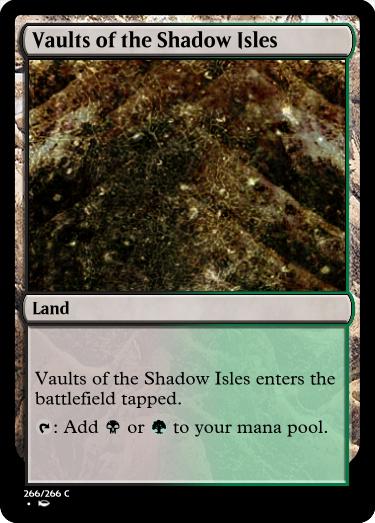 Vaults of the Shadow Isles
Land
Vaults of the Shadow Isles enters the
battlefield tapped.
: Add or to your mana pool.
266/266 C